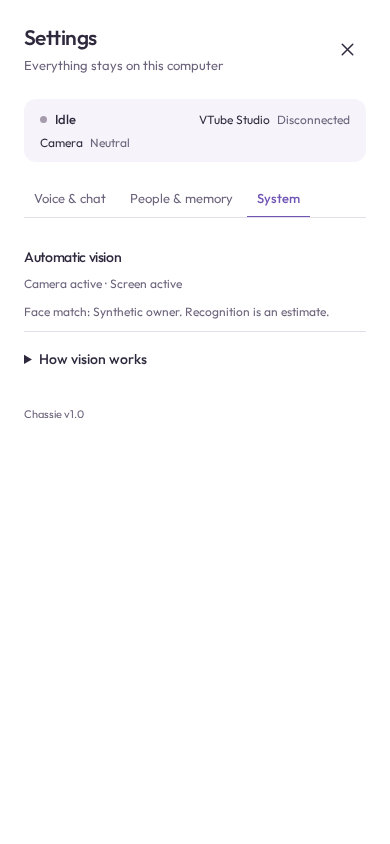 Settings
Everything stays on this computer
Idle
VTube Studio Disconnected
Camera Neutral
Voice & chat People & memory System
Automatic vision
Camera active · Screen active
Face match: Synthetic owner. Recognition is an estimate.
How vision works
Chassie v1.0